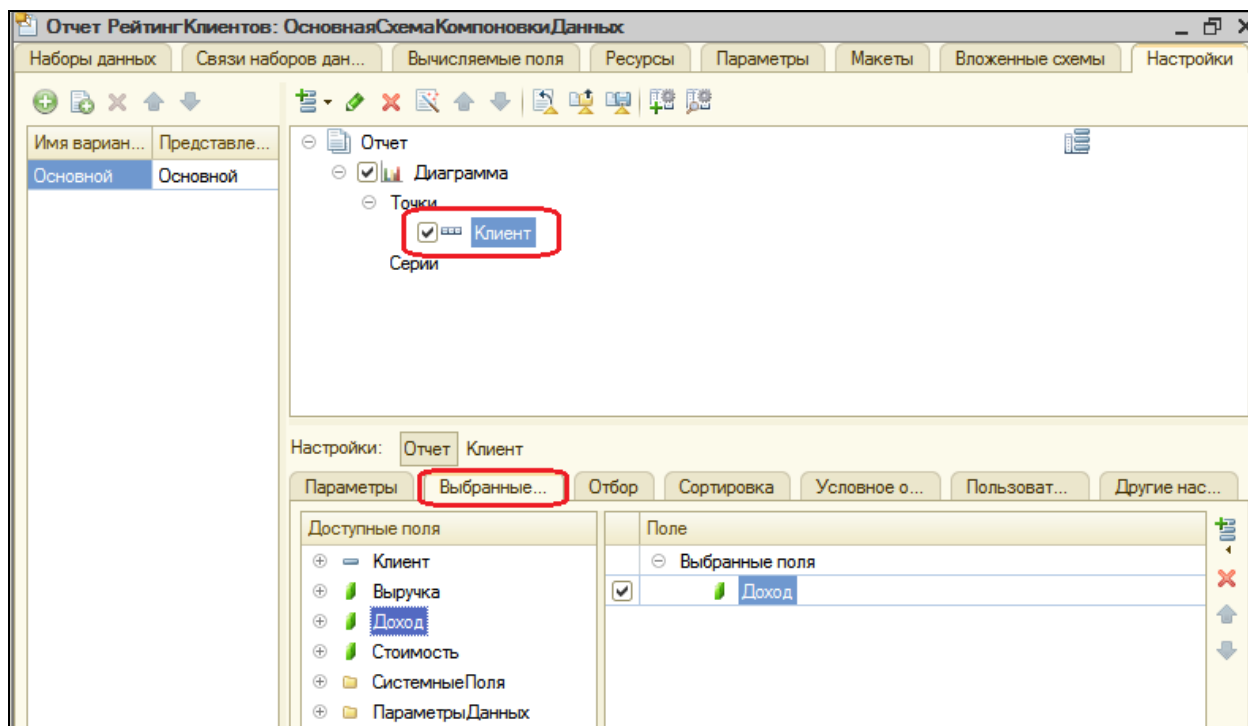 Отчет РейтингКлиентов: ОсновнаяСхемаКомпоновкиДанных
Наборы данных Связи наборов дан... Вычисляемые поля Ресурсы Параметры Макеты Вложенные схемы Настройки
Имя вариан... Представле...
Основной Основной
Отчет
Диаграмма
Точки
Клиент
Серии
Настройки: Отчет Клиент
Параметры Выбранные... Отбор Сортировка Условное о... Пользоват... Другие нас...
Доступные поля Поле
Клиент Выбранные поля
Выручка Доход
Доход
Стоимость
СистемныеПоля
ПараметрыДанных